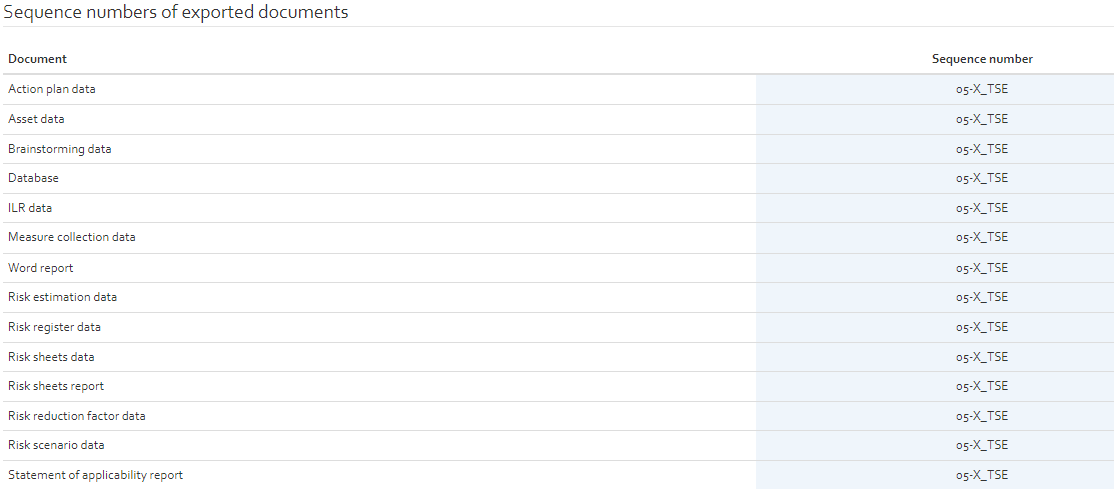 Sequence numbers of exported documents
Document Sequence number
Action plan data 05-X_TSE
Asset data 05-X_TSE
Brainstorming data 05-X_TSE
Database 05-X_TSE
ILR data 05-X_TSE
Measure collection data 05-X_TSE
Word report 05-X_TSE
Risk estimation data 05-X_TSE
Risk register data 05-X_TSE
Risk sheets data 05-X_TSE
Risk sheets report 05-X_TSE
Risk reduction factor data 05-X_TSE
Risk scenario data 05-X_TSE
Statement of applicability report 05-X_TSE